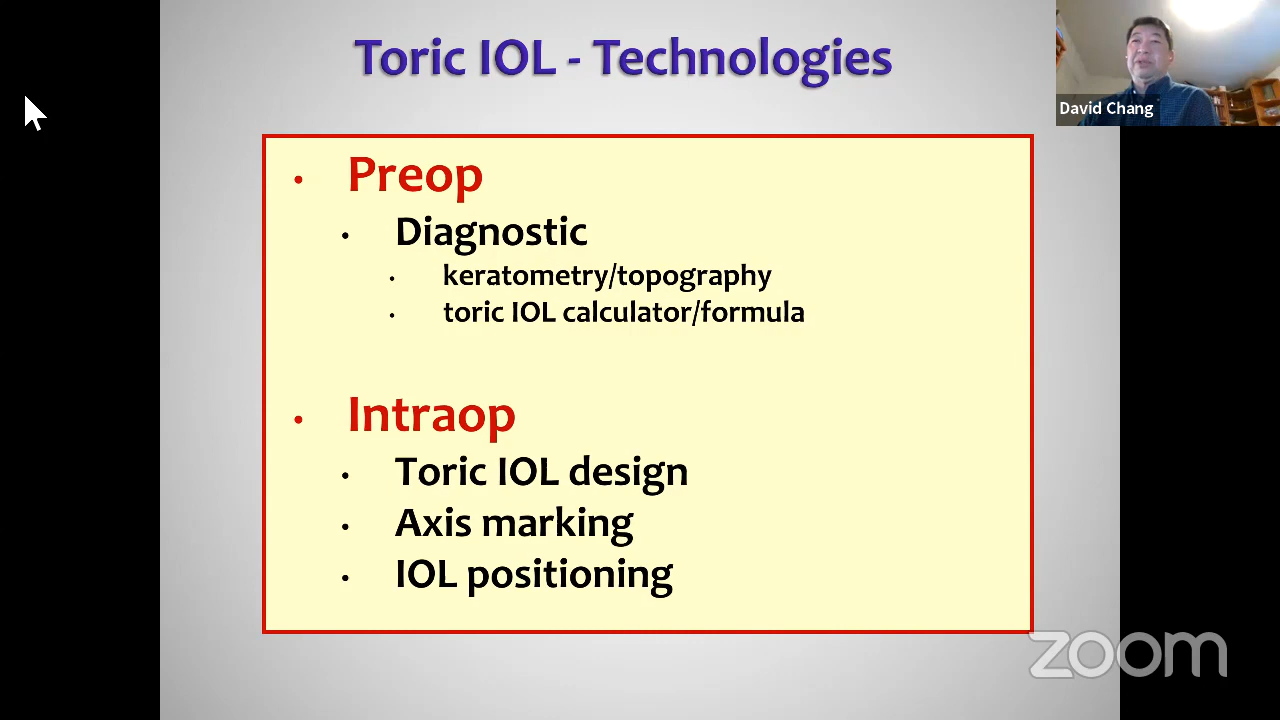 Toric IOL - Technologies
David Chang
• Preop
• Diagnostic
• keratometry/topography
• toric IOL calculator/formula
• Intraop
• Toric IOL design
• Axis marking
• IOL positioning
zoom